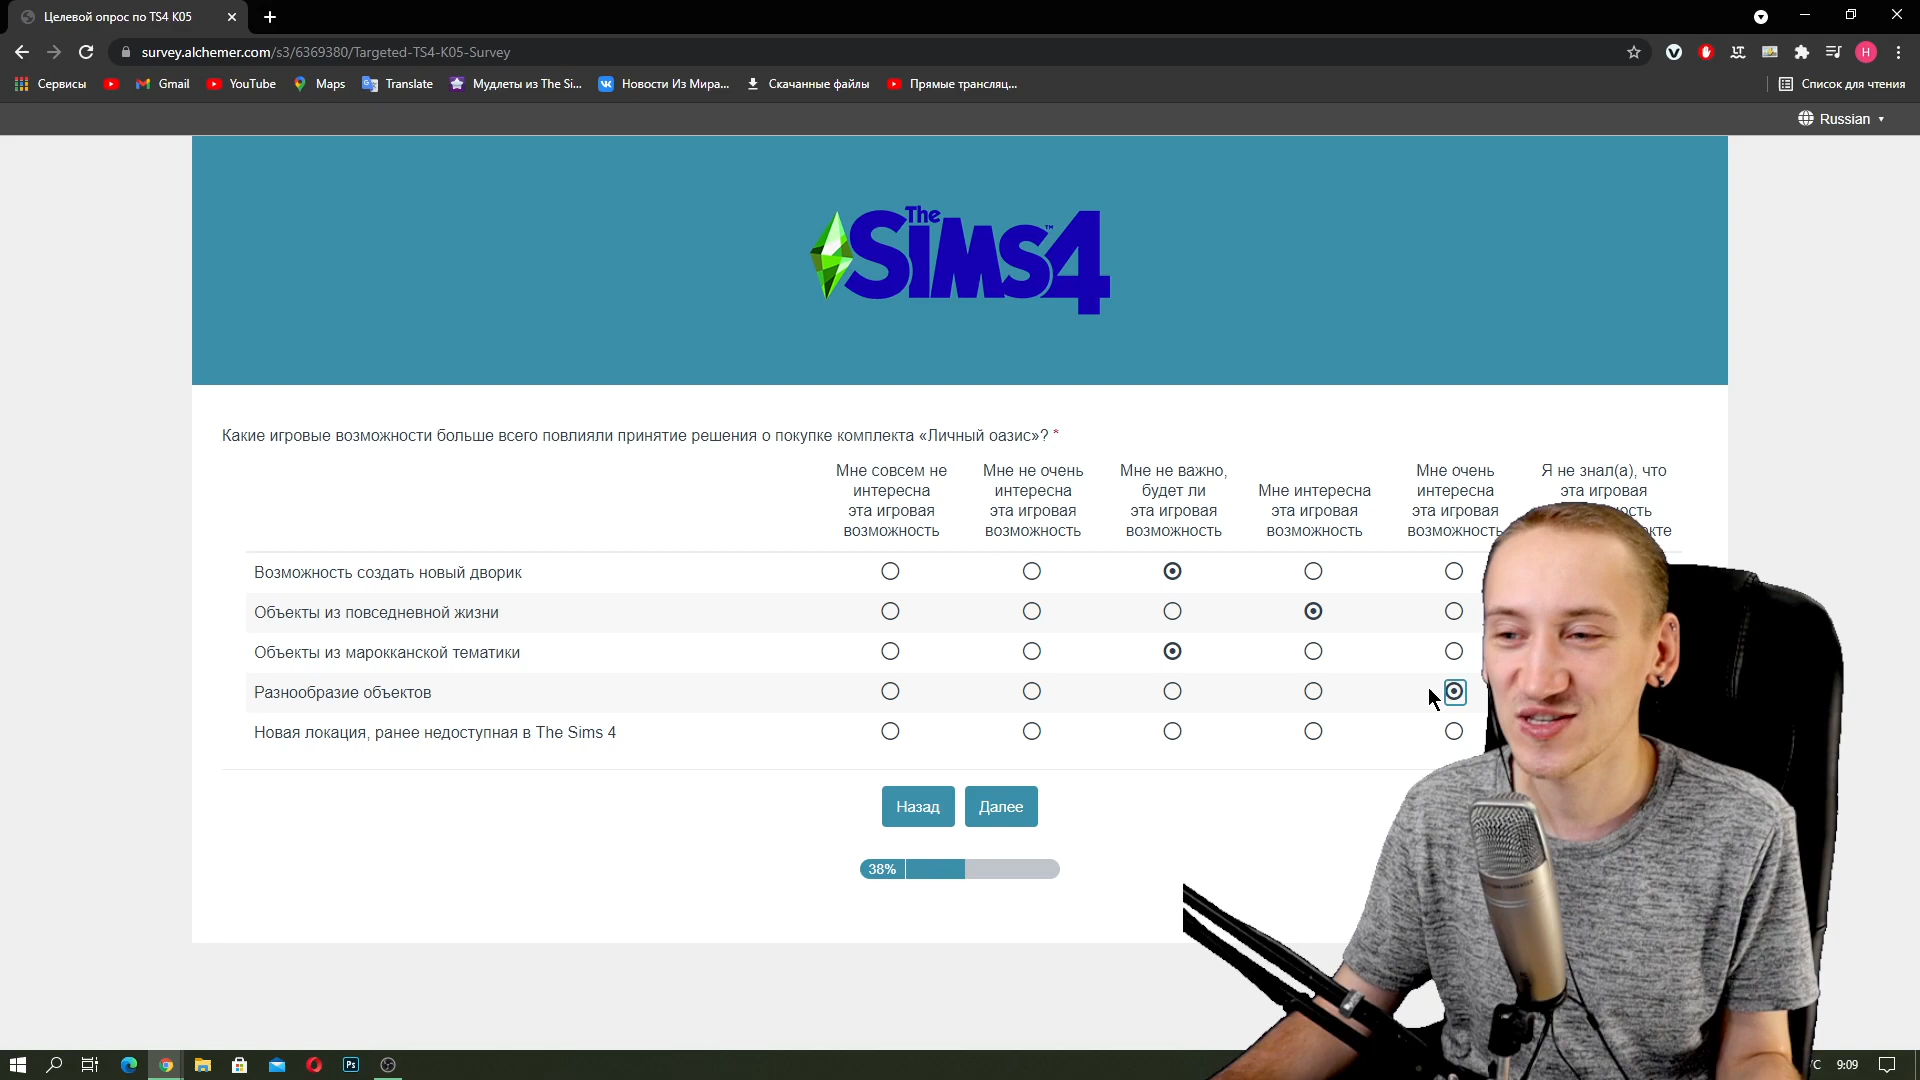 Целевой опрос по TS4 K05
survey.alchemer.com/s3/6369380/Targeted-TS4-K05-Survey
Сервисы Gmail YouTube Maps Translate Мудлеты из The Si... Новости Из Мира... Скачанные файлы Прямые трансляц... Список для чтения
Russian
The
SiMS4
Какие игровые возможности больше всего повлияли принятие решения о покупке комплекта «Личный оазис»? *
Мне совсем не интересна эта игровая возможность
Мне не очень интересна эта игровая возможность
Мне не важно, будет ли эта игровая возможность
Мне интересна эта игровая возможность
Мне очень интересна эта игровая возможность
Я не знал(а), что эта игровая
Возможность создать новый дворик
Объекты из повседневной жизни
Объекты из марокканской тематики
Разнообразие объектов
Новая локация, ранее недоступная в The Sims 4
Назад Далее
38%
Ps
9:09